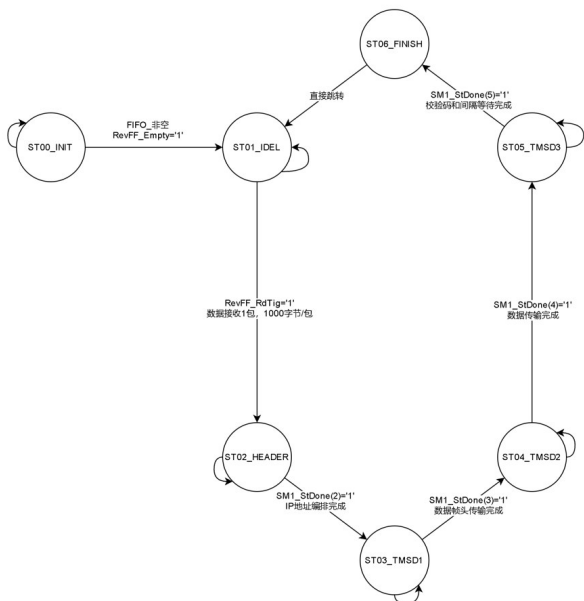 ST06_FINISH
直接跳转
SM1_StDone(5)='1'
校验码和间隔等待完成
FIFO_非空
RevFF_Empty='1'
ST00_INIT
ST01_IDEL
ST05_TMSD3
RevFF_RdTig='1'
数据接收1包，1000字节/包
SM1_StDone(4)='1'
数据传输完成
ST02_HEADER
ST04_TMSD2
SM1_StDone(2)='1'
IP地址编排完成
SM1_StDone(3)='1'
数据帧头传输完成
ST03_TMSD1